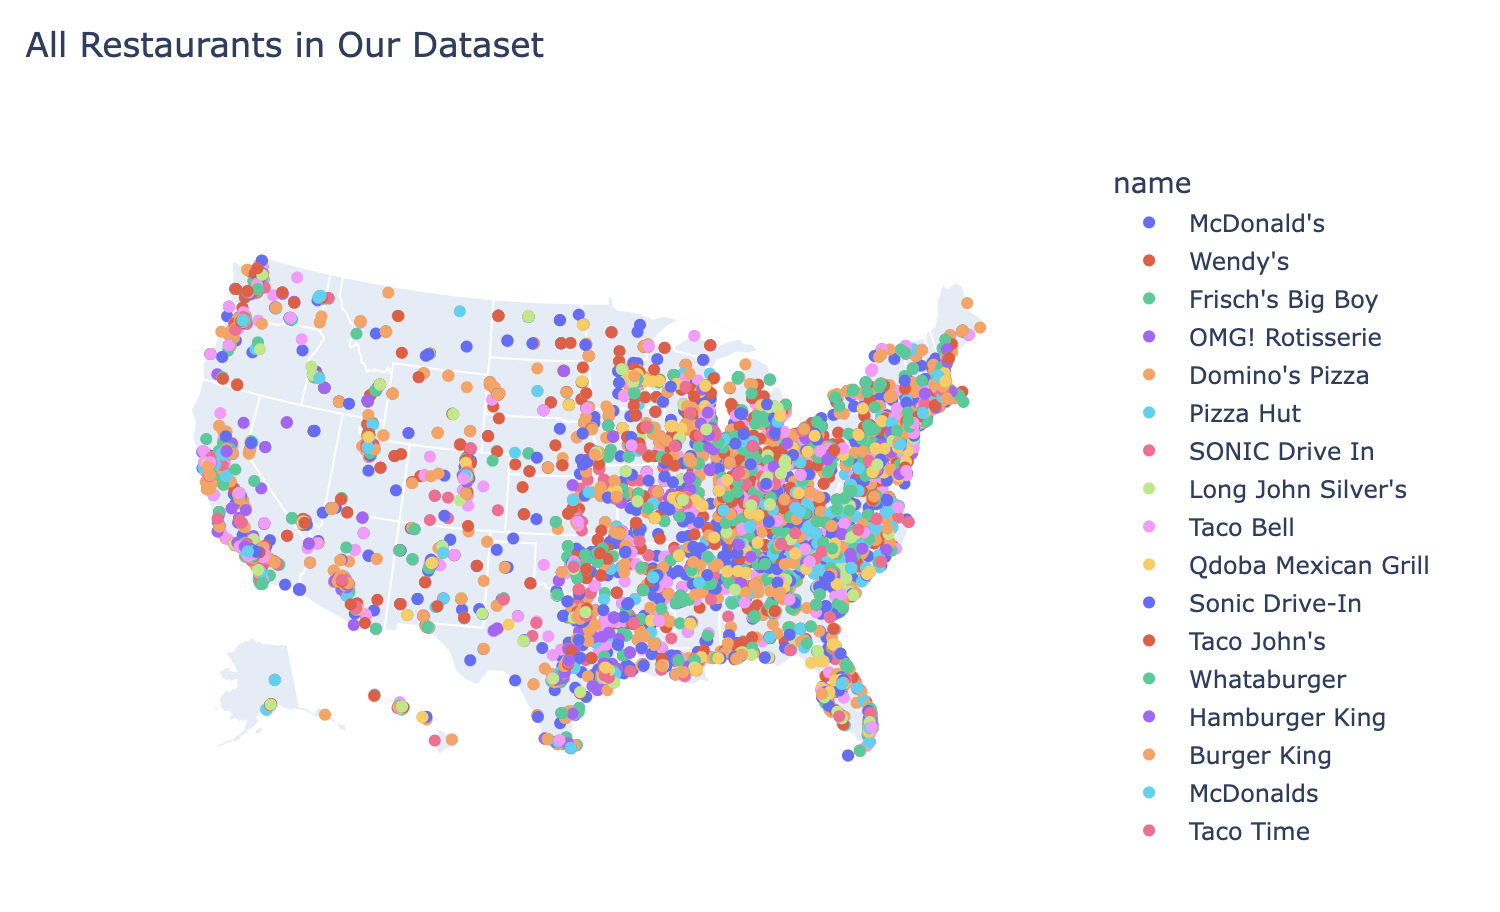 All Restaurants in Our Dataset
name
McDonald's
Wendy's
Frisch's Big Boy
OMG! Rotisserie
Domino's Pizza
Pizza Hut
SONIC Drive In
Long John Silver's
Taco Bell
Qdoba Mexican Grill
Sonic Drive-In
Taco John's
Whataburger
Hamburger King
Burger King
McDonalds
Taco Time